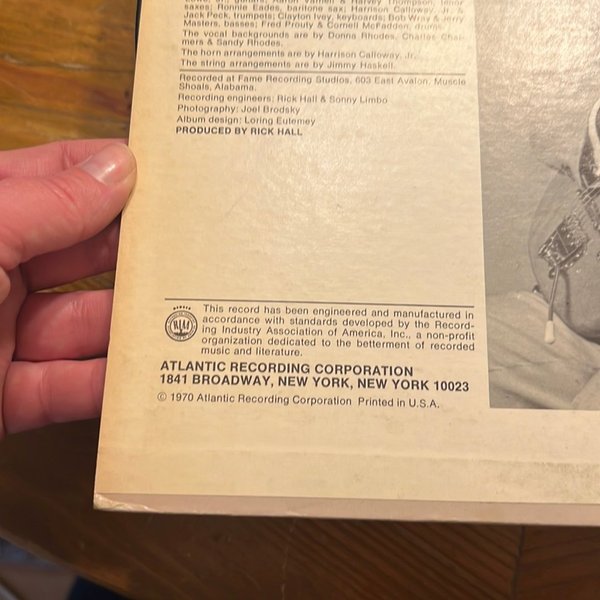 saxes; Ronnie Eades, baritone sax; Harrison Calloway, Jr. &
Jack Peck, trumpets; Clayton Ivey, keyboards; Bob Wray & Jerry
Masters, basses; Fred Prouty & Cornell McFadden, drums.
The vocal backgrounds are by Donna Rhodes, Charles Chal-
mers & Sandy Rhodes.
The horn arrangements are by Harrison Calloway, Jr.
The string arrangements are by Jimmy Haskell.
Recorded at Fame Recording Studios, 603 East Avalon, Muscle
Shoals, Alabama.
Recording engineers: Rick Hall & Sonny Limbo
Photography: Joel Brodsky
Album design: Loring Eutemey
PRODUCED BY RICK HALL
This record has been engineered and manufactured in
accordance with standards developed by the Record-
ing Industry Association of America, Inc., a non-profit
organization dedicated to the betterment of recorded
music and literature.
ATLANTIC RECORDING CORPORATION
1841 BROADWAY, NEW YORK, NEW YORK 10023
© 1970 Atlantic Recording Corporation Printed in U.S.A.